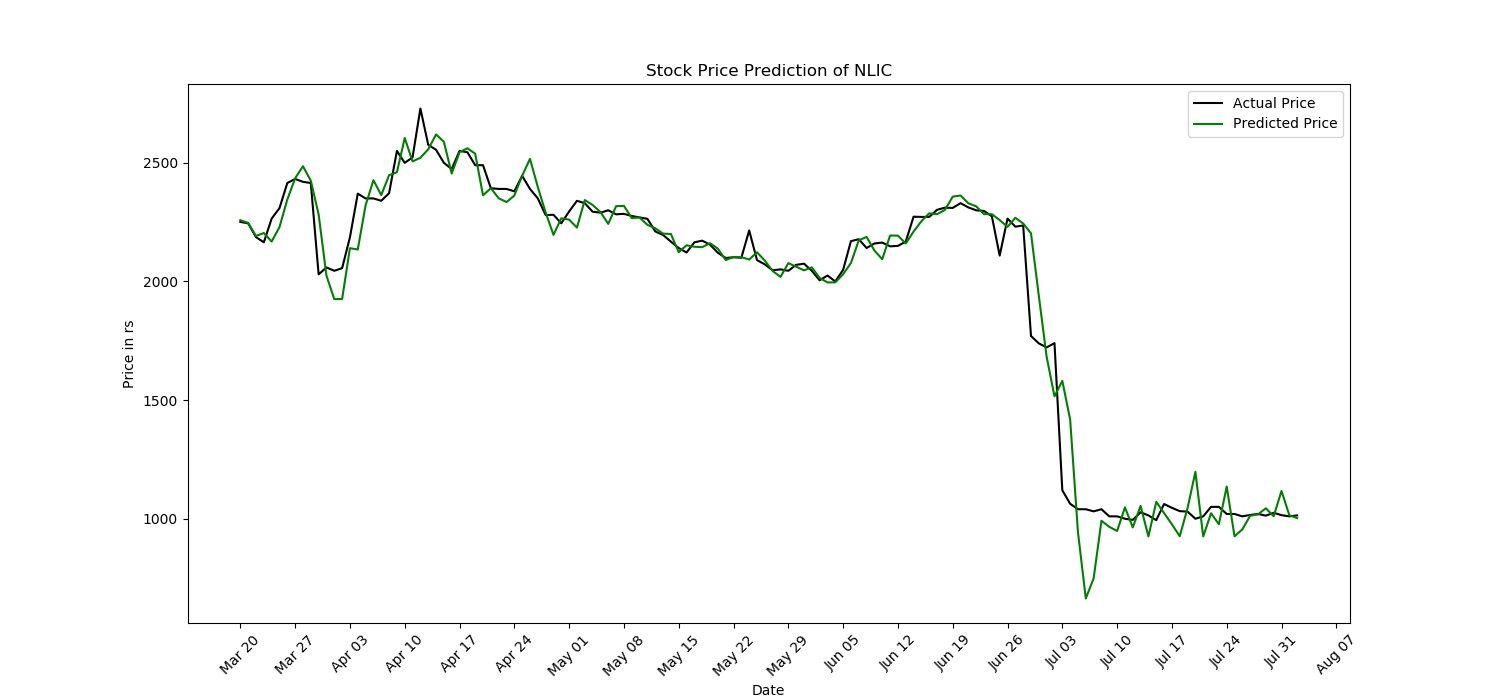 Stock Price Prediction of NLIC
Actual Price
Predicted Price
Price in rs
2500
2000
1500
1000
Mar 20
Mar 27
Apr 03
Apr 10
Apr 17
Apr 24
May 01
May 08
May 15
May 22
May 29
Jun 05
Jun 12
Jun 19
Jun 26
Jul 03
Jul 10
Jul 17
Jul 24
Jul 31
Aug 07
Date